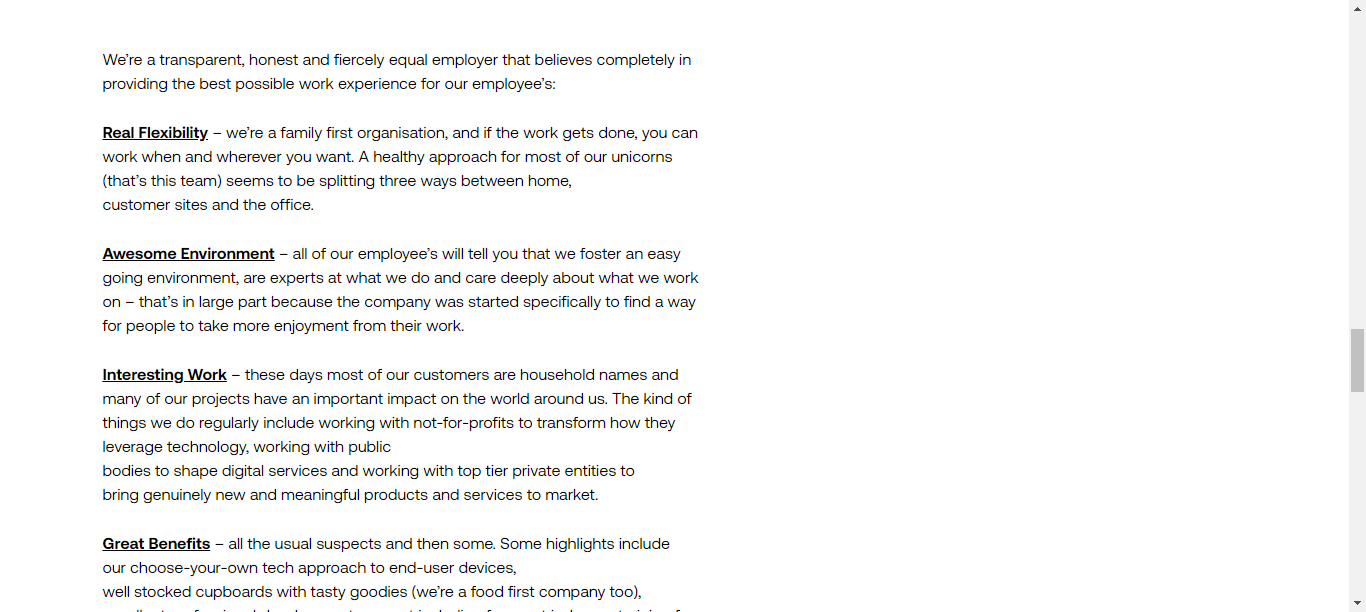 We’re a transparent, honest and fiercely equal employer that believes completely in
providing the best possible work experience for our employee’s:
Real Flexibility – we’re a family first organisation, and if the work gets done, you can
work when and wherever you want. A healthy approach for most of our unicorns
(that’s this team) seems to be splitting three ways between home,
customer sites and the office.
Awesome Environment – all of our employee’s will tell you that we foster an easy
going environment, are experts at what we do and care deeply about what we work
on – that’s in large part because the company was started specifically to find a way
for people to take more enjoyment from their work.
Interesting Work – these days most of our customers are household names and
many of our projects have an important impact on the world around us. The kind of
things we do regularly include working with not-for-profits to transform how they
leverage technology, working with public
bodies to shape digital services and working with top tier private entities to
bring genuinely new and meaningful products and services to market.
Great Benefits – all the usual suspects and then some. Some highlights include
our choose-your-own tech approach to end-user devices,
well stocked cupboards with tasty goodies (we’re a food first company too),